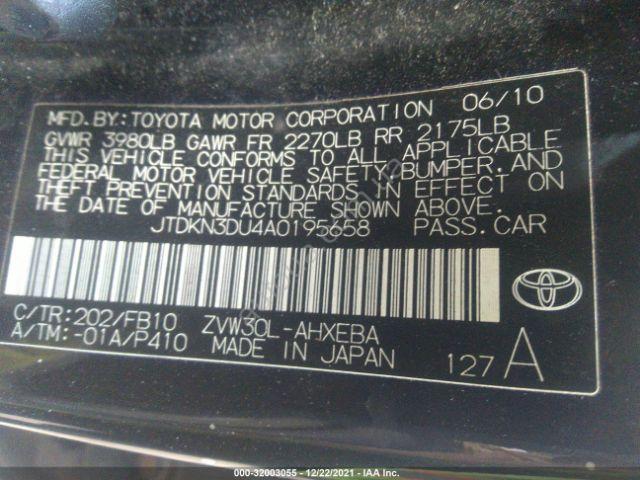 MFD.BY:TOYOTA MOTOR CORPORATION 06/10
GVWR 3980LB GAWR FR 2270LB RR 2175LB
THIS VEHICLE CONFORMS TO ALL APPLICABLE
FEDERAL MOTOR VEHICLE SAFETY,BUMPER,AND
THEFT PREVENTION STANDARDS IN EFFECT ON
THE DATE OF MANUFACTURE SHOWN ABOVE.
JTDKN3DU4A0195658 PASS.CAR
C/TR:202/FB10 ZVW30L-AHXEBA
A/TM:-01A/P410 MADE IN JAPAN
127 A
000-32003055 - 12/22/2021 - IAA Inc.